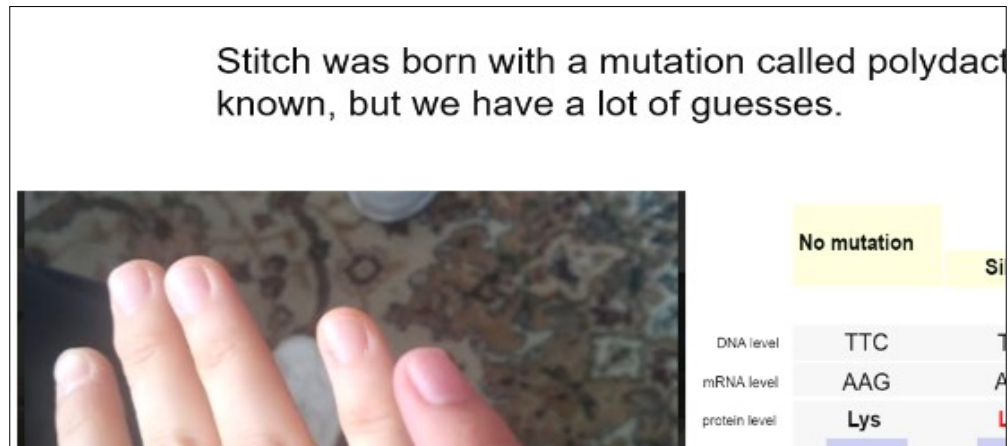 Stitch was born with a mutation called polydact
known, but we have a lot of guesses.
No mutation
Si
DNA level TTC T
mRNA level AAG A
protein level Lys L